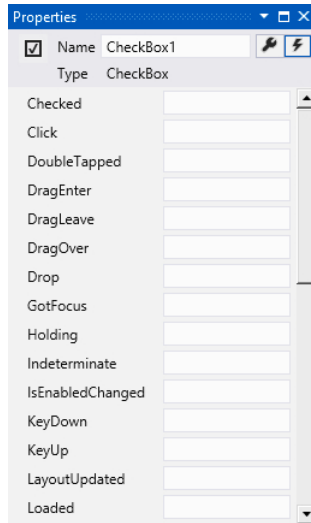 Properties
Name CheckBox1
Type CheckBox
Checked
Click
DoubleTapped
DragEnter
DragLeave
DragOver
Drop
GotFocus
Holding
Indeterminate
IsEnabledChanged
KeyDown
KeyUp
LayoutUpdated
Loaded